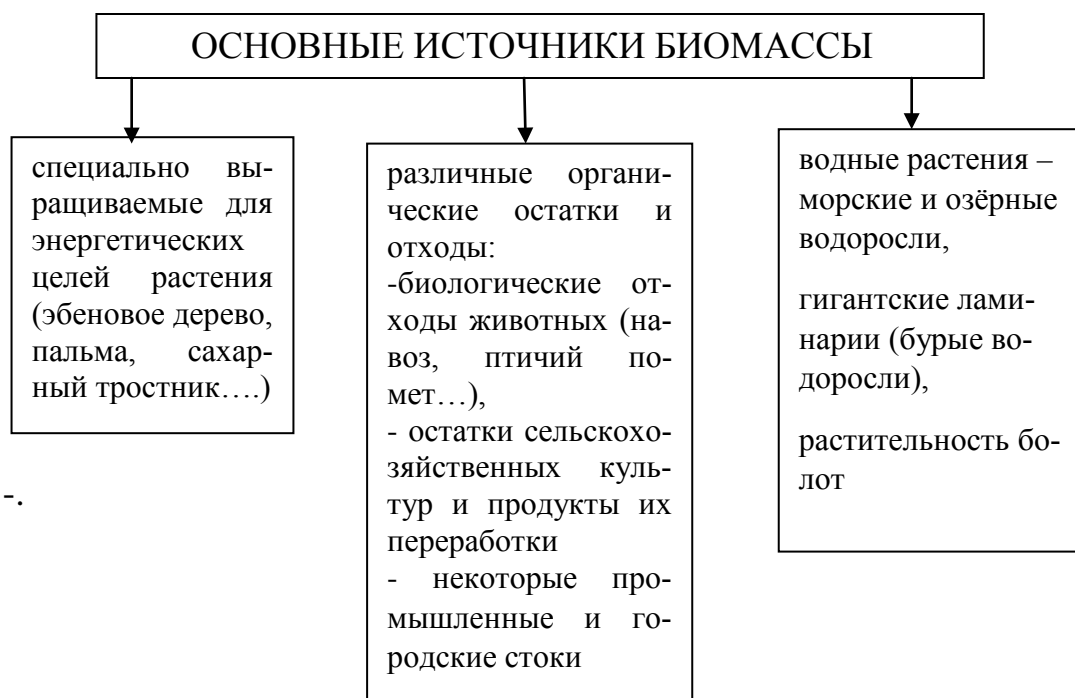 ОСНОВНЫЕ ИСТОЧНИКИ БИОМАССЫ
специально вы-
ращиваемые для
энергетических
целей растения
(эбеновое дерево,
пальма, сахар-
ный тростник….)
различные органи-
ческие остатки и
отходы:
-биологические от-
ходы животных (на-
воз, птичий по-
мет…),
- остатки сельскохо-
зяйственных куль-
тур и продукты их
переработки
- некоторые про-
мышленные и го-
родские стоки
водные растения –
морские и озёрные
водоросли,
гигантские лами-
нарии (бурые во-
доросли),
растительность бо-
лот
-.